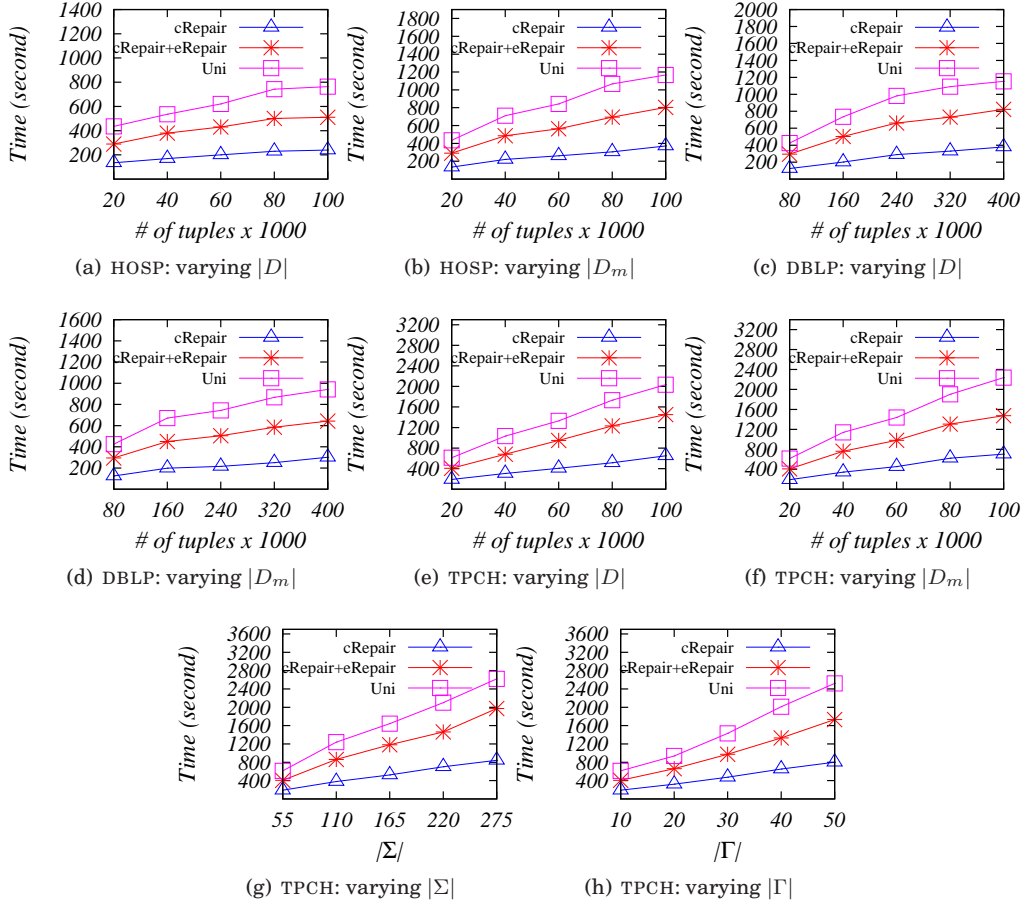 1400
1200
1000
800
600
400
200
20 40 60 80 100
Time (second)
# of tuples x 1000
cRepair
cRepair+eRepair
Uni
(a) HOSP: varying |D|
1800
1600
1400
1200
1000
800
600
400
200
20 40 60 80 100
Time (second)
# of tuples x 1000
cRepair
cRepair+eRepair
Uni
(b) HOSP: varying |Dm|
2000
1800
1600
1400
1200
1000
800
600
400
200
80 160 240 320 400
Time (second)
# of tuples x 1000
cRepair
cRepair+eRepair
Uni
(c) DBLP: varying |D|
1600
1400
1200
1000
800
600
400
200
80 160 240 320 400
Time (second)
# of tuples x 1000
cRepair
cRepair+eRepair
Uni
(d) DBLP: varying |Dm|
3200
2800
2400
2000
1600
1200
800
400
20 40 60 80 100
Time (second)
# of tuples x 1000
cRepair
cRepair+eRepair
Uni
(e) TPCH: varying |D|
3200
2800
2400
2000
1600
1200
800
400
20 40 60 80 100
Time (second)
# of tuples x 1000
cRepair
cRepair+eRepair
Uni
(f) TPCH: varying |Dm|
3600
3200
2800
2400
2000
1600
1200
800
400
55 110 165 220 275
Time (second)
|Σ|
cRepair
cRepair+eRepair
Uni
(g) TPCH: varying |Σ|
3600
3200
2800
2400
2000
1600
1200
800
400
10 20 30 40 50
Time (second)
|Γ|
cRepair
cRepair+eRepair
Uni
(h) TPCH: varying |Γ|